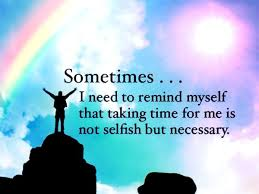 Sometimes . . .
I need to remind myself
that taking time for me is
not selfish but necessary.